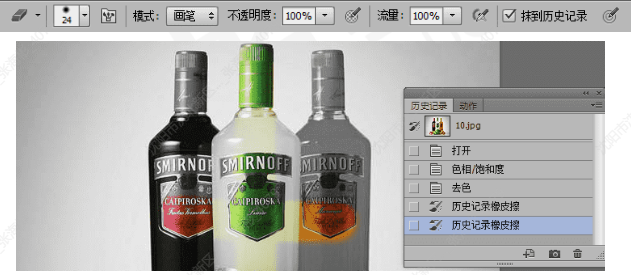 24 模式: 画笔 不透明度: 100% 流量: 100% 抹到历史记录
历史记录 动作
10.jpg
打开
色相/饱和度
去色
历史记录橡皮擦
历史记录橡皮擦
SMIRNOFF SMIRNOFF SMIRNOFF
CAIPIROSKA CAIPIROSKA CAIPIROSKA